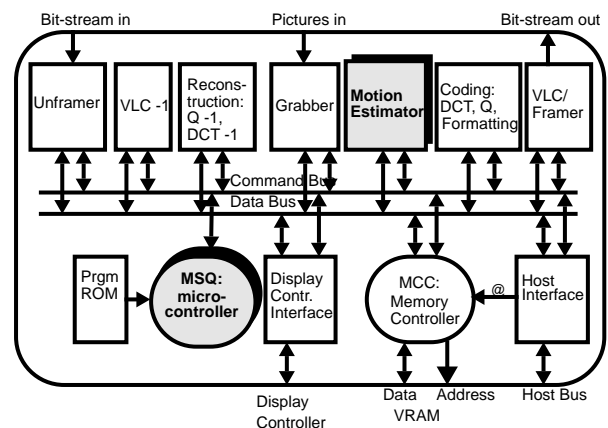 Bit-stream in
Pictures in
Bit-stream out
Unframer
VLC -1
Recon-
struction:
Q -1,
DCT -1
Grabber
Motion
Estimator
Coding:
DCT, Q,
Formatting
VLC/
Framer
Command Bus
Data Bus
Prgm
ROM
MSQ:
micro-
controller
Display
Contr.
Interface
MCC:
Memory
Controller
@
Host
Interface
Display
Controller
Data
Address
VRAM
Host Bus